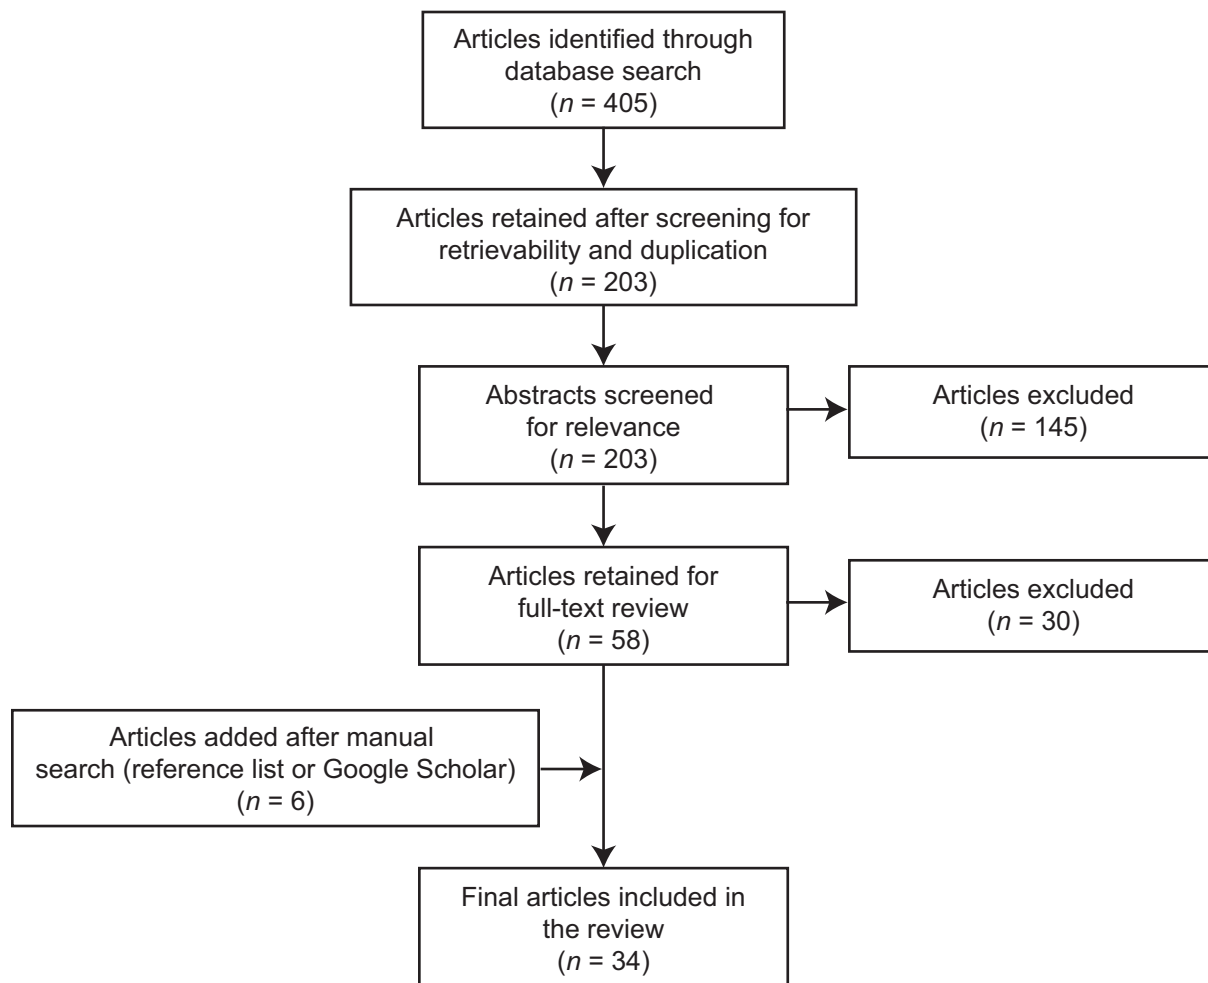 Articles identified through
database search
(n = 405)
Articles retained after screening for
retrievability and duplication
(n = 203)
Abstracts screened
for relevance
(n = 203)
Articles excluded
(n = 145)
Articles retained for
full-text review
(n = 58)
Articles excluded
(n = 30)
Articles added after manual
search (reference list or Google Scholar)
(n = 6)
Final articles included in
the review
(n = 34)